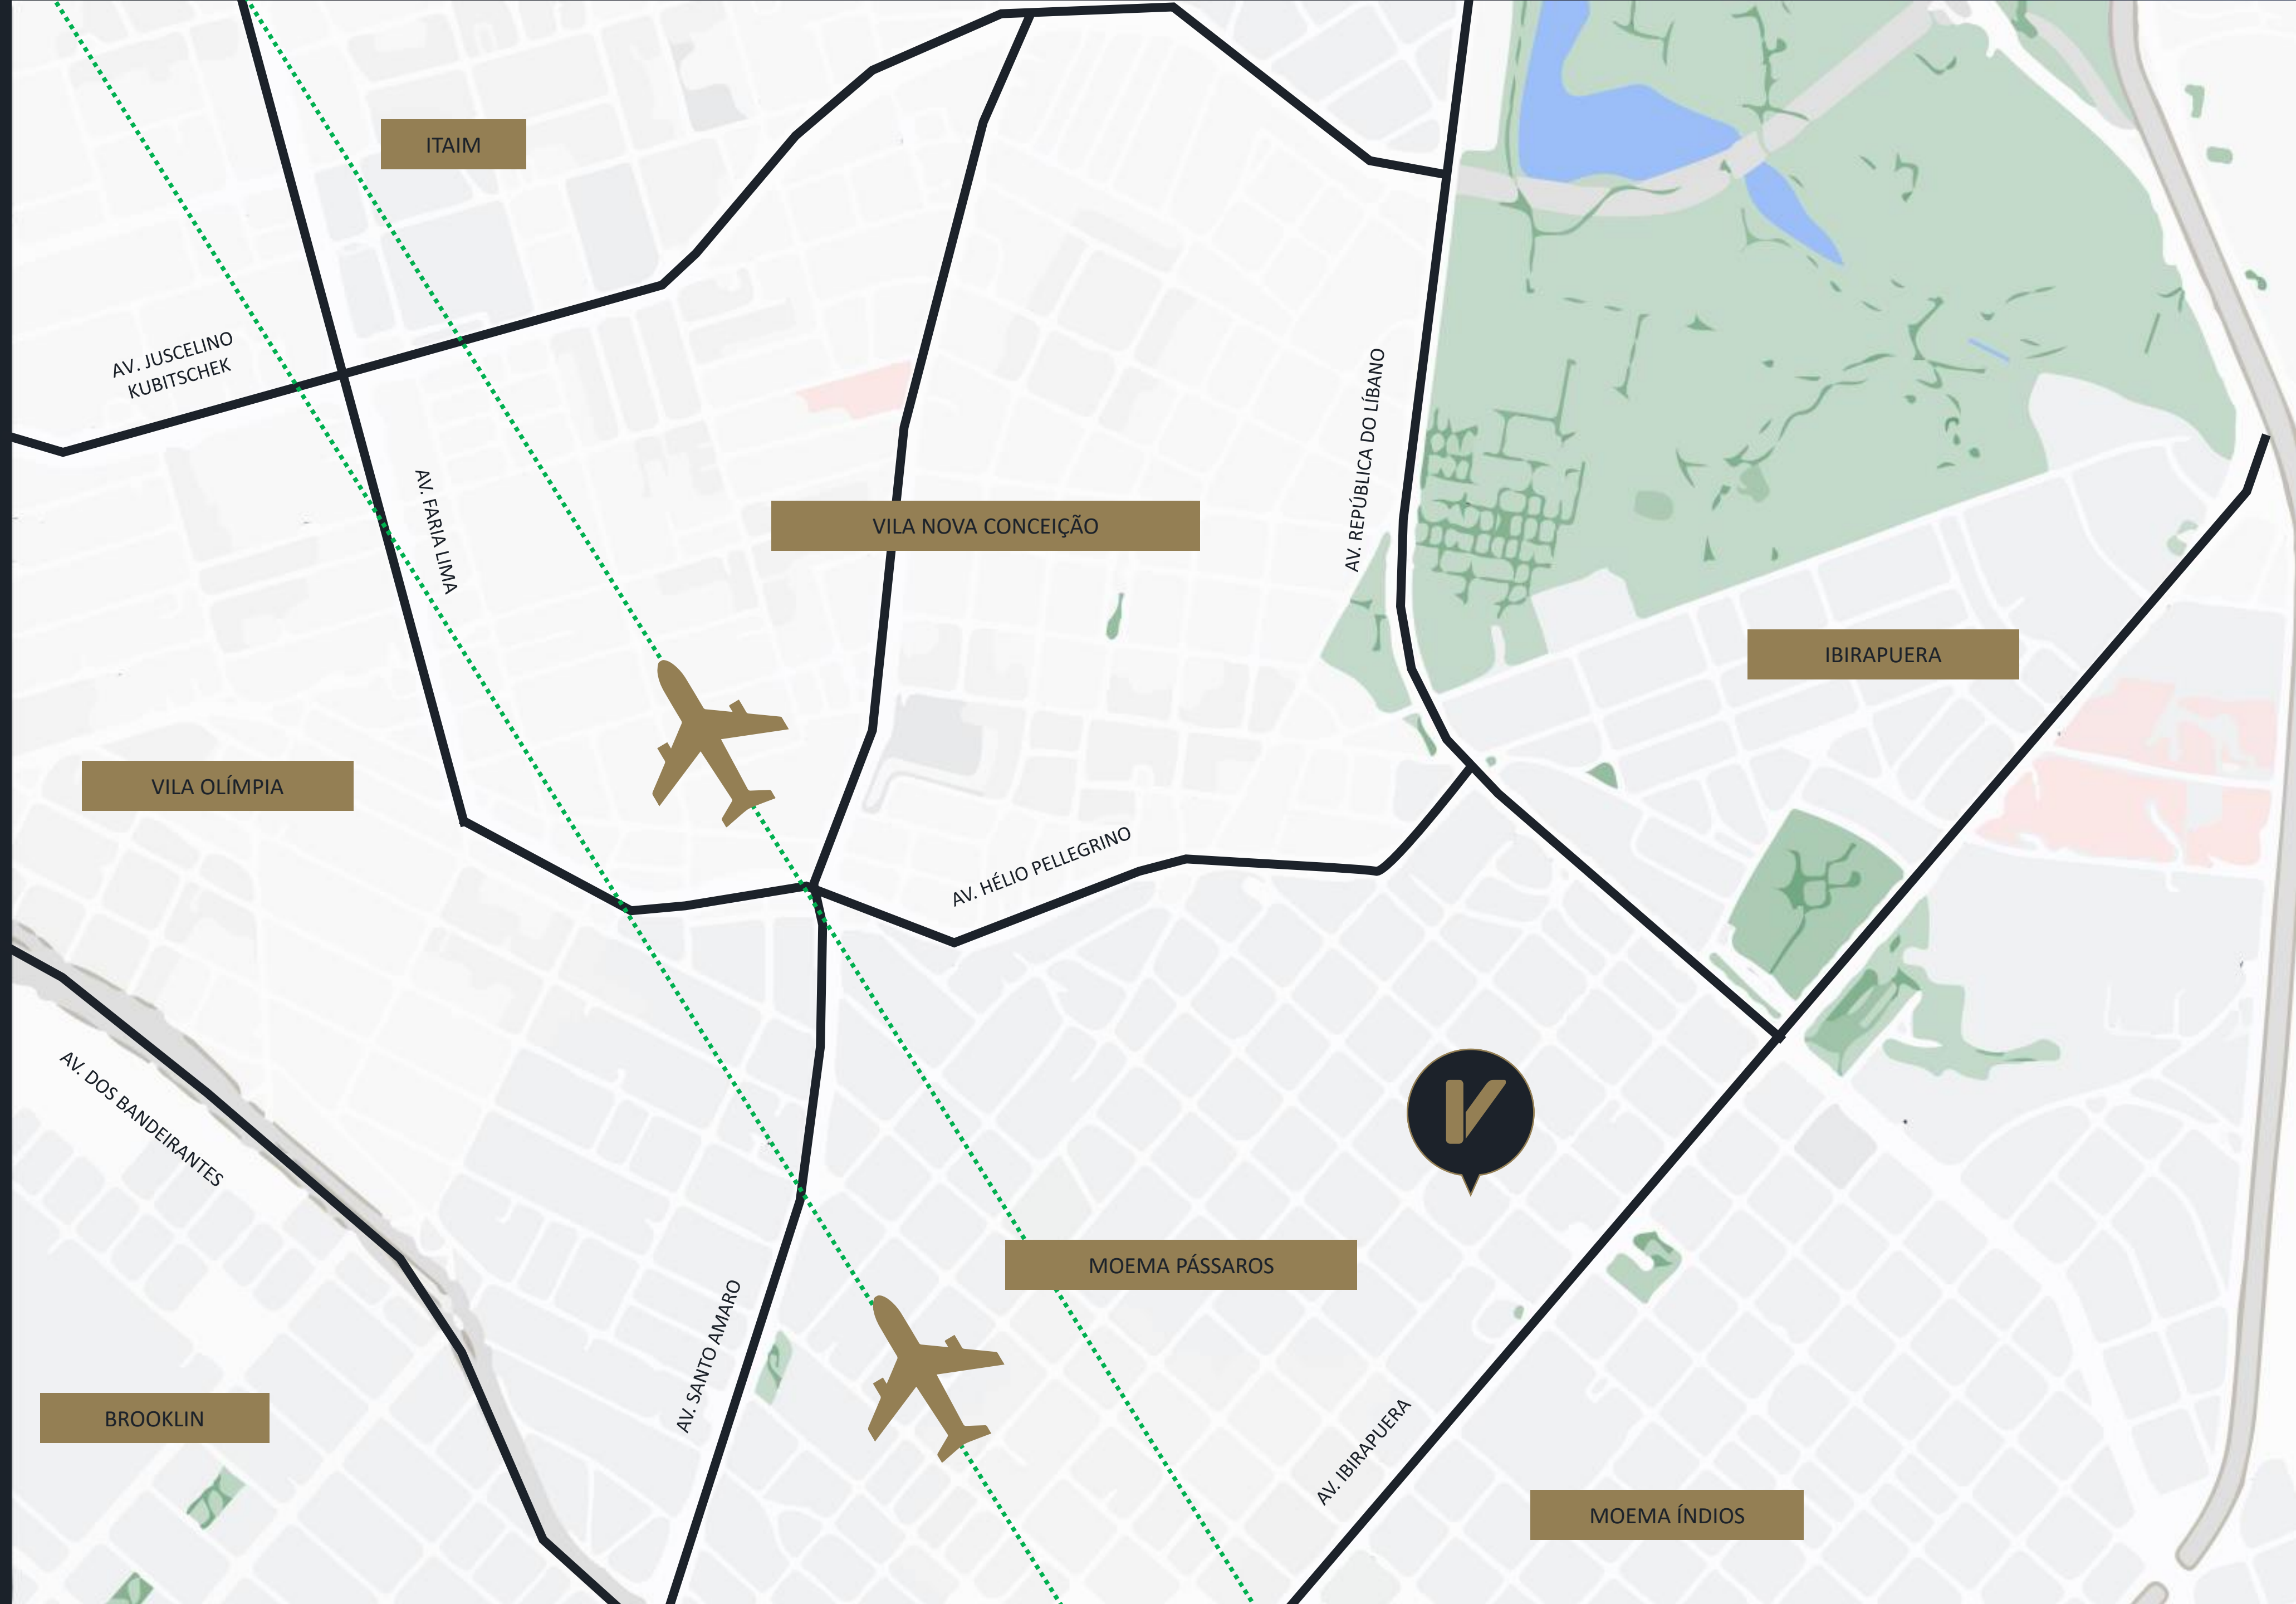 ITAIM
AV. JUSCELINO
KUBITSCHEK
AV. FARIA LIMA
VILA NOVA CONCEIÇÃO
AV. REPÚBLICA DO LÍBANO
IBIRAPUERA
VILA OLÍMPIA
AV. HÉLIO PELLEGRINO
AV. DOS BANDEIRANTES
MOEMA PÁSSAROS
AV. SANTO AMARO
BROOKLIN
AV. IBIRAPUERA
MOEMA ÍNDIOS